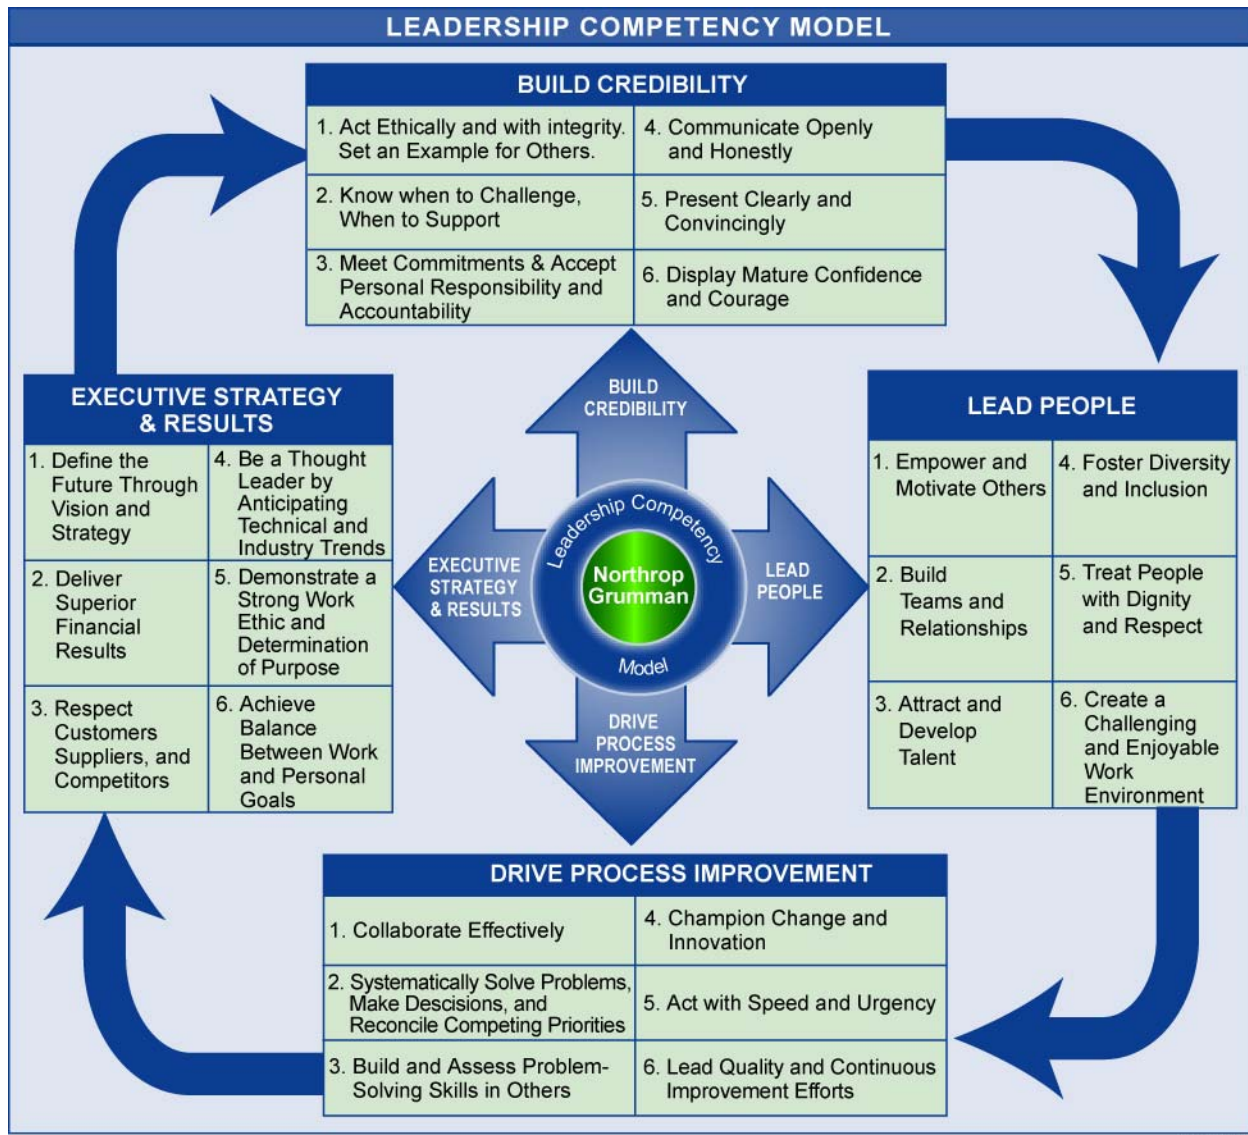 LEADERSHIP COMPETENCY MODEL
BUILD CREDIBILITY
1. Act Ethically and with integrity.
Set an Example for Others.
2. Know when to Challenge,
When to Support
3. Meet Commitments & Accept
Personal Responsibility and
Accountability
4. Communicate Openly
and Honestly
5. Present Clearly and
Convincingly
6. Display Mature Confidence
and Courage
EXECUTIVE STRATEGY
& RESULTS
1. Define the
Future Through
Vision and
Strategy
2. Deliver
Superior
Financial
Results
3. Respect
Customers
Suppliers, and
Competitors
4. Be a Thought
Leader by
Anticipating
Technical and
Industry Trends
5. Demonstrate a
Strong Work
Ethic and
Determination
of Purpose
6. Achieve
Balance
Between Work
and Personal
Goals
BUILD
CREDIBILITY
EXECUTIVE
STRATEGY
& RESULTS
Leadership Competency
Northrop
Grumman
Model
LEAD
PEOPLE
DRIVE
PROCESS
IMPROVEMENT
LEAD PEOPLE
1. Empower and
Motivate Others
2. Build
Teams and
Relationships
3. Attract and
Develop
Talent
4. Foster Diversity
and Inclusion
5. Treat People
with Dignity
and Respect
6. Create a
Challenging
and Enjoyable
Work
Environment
DRIVE PROCESS IMPROVEMENT
1. Collaborate Effectively
2. Systematically Solve Problems,
Make Descisions, and
Reconcile Competing Priorities
3. Build and Assess Problem-
Solving Skills in Others
4. Champion Change and
Innovation
5. Act with Speed and Urgency
6. Lead Quality and Continuous
Improvement Efforts